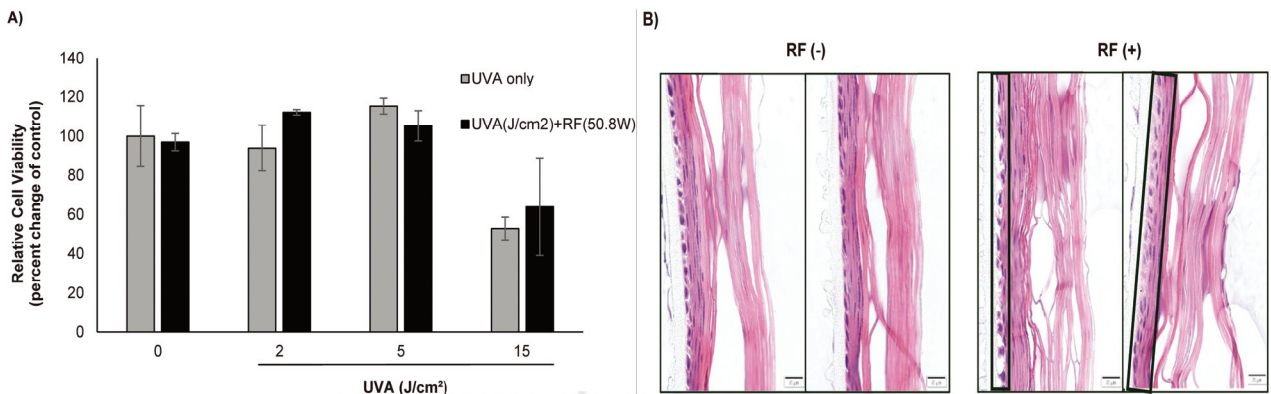 A)
140
120
100
80
60
40
20
0
Relative Cell Viability
(percent change of control)
UVA only
UVA(J/cm2)+RF(50.8W)
0
2
5
15
UVA (J/cm²)
B)
RF (-)
RF (+)